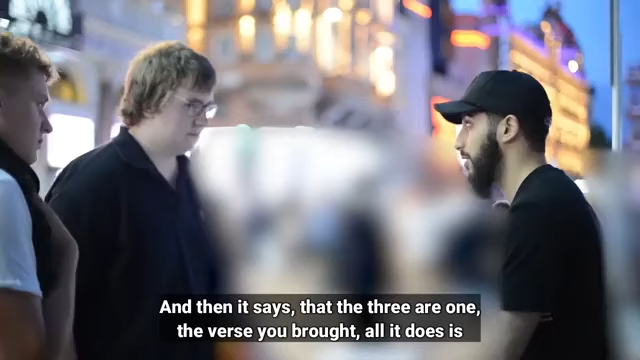 And then it says, that the three are one,
the verse you brought, all it does is